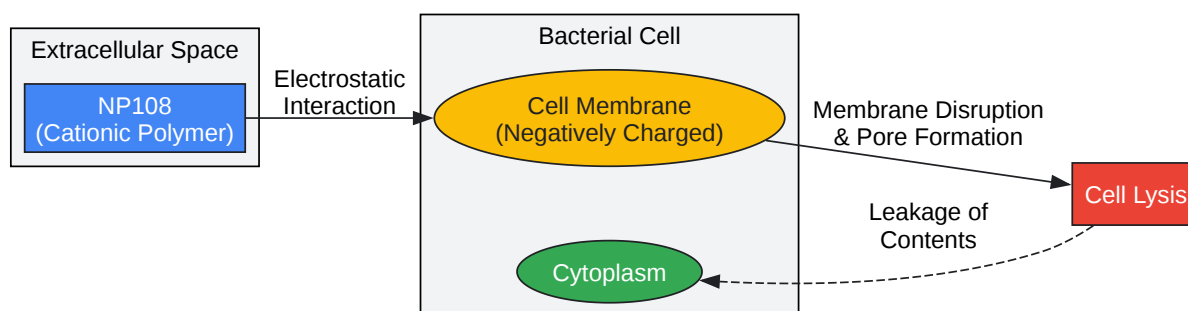 Extracellular Space
NP108
(Cationic Polymer)
Electrostatic
Interaction
Bacterial Cell
Cell Membrane
(Negatively Charged)
Membrane Disruption
& Pore Formation
Cell Lysis
Leakage of
Contents
Cytoplasm